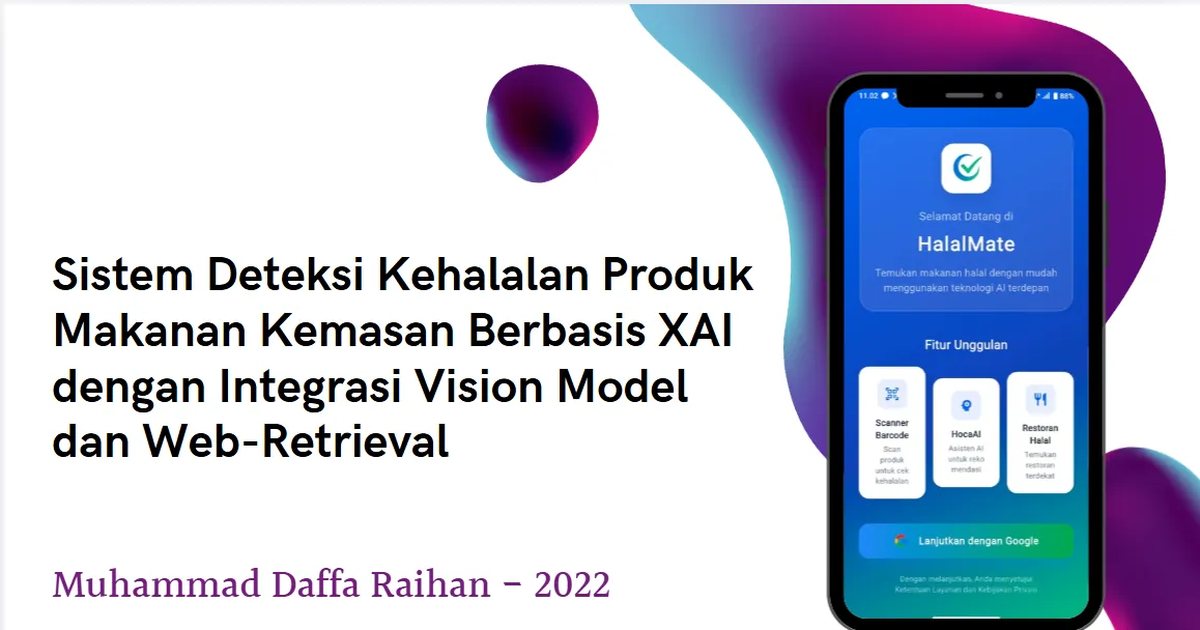 Sistem Deteksi Kehalalan Produk
Makanan Kemasan Berbasis XAI
dengan Integrasi Vision Model
dan Web-Retrieval
Muhammad Daffa Raihan - 2022
11.02
88%
Selamat Datang di
HalalMate
Temukan makanan halal dengan mudah
menggunakan teknologi AI terdepan
Fitur Unggulan
Scanner
Barcode
Scan
produk
untuk cek
kehalalan
HocaAI
Asisten AI
untuk reko
mendasi
Restoran
Halal
Temukan
restoran
terdekat
Lanjutkan dengan Google
Dengan melanjutkan, Anda menyetujui
Ketentuan Layanan dan Kebijakan Privasi